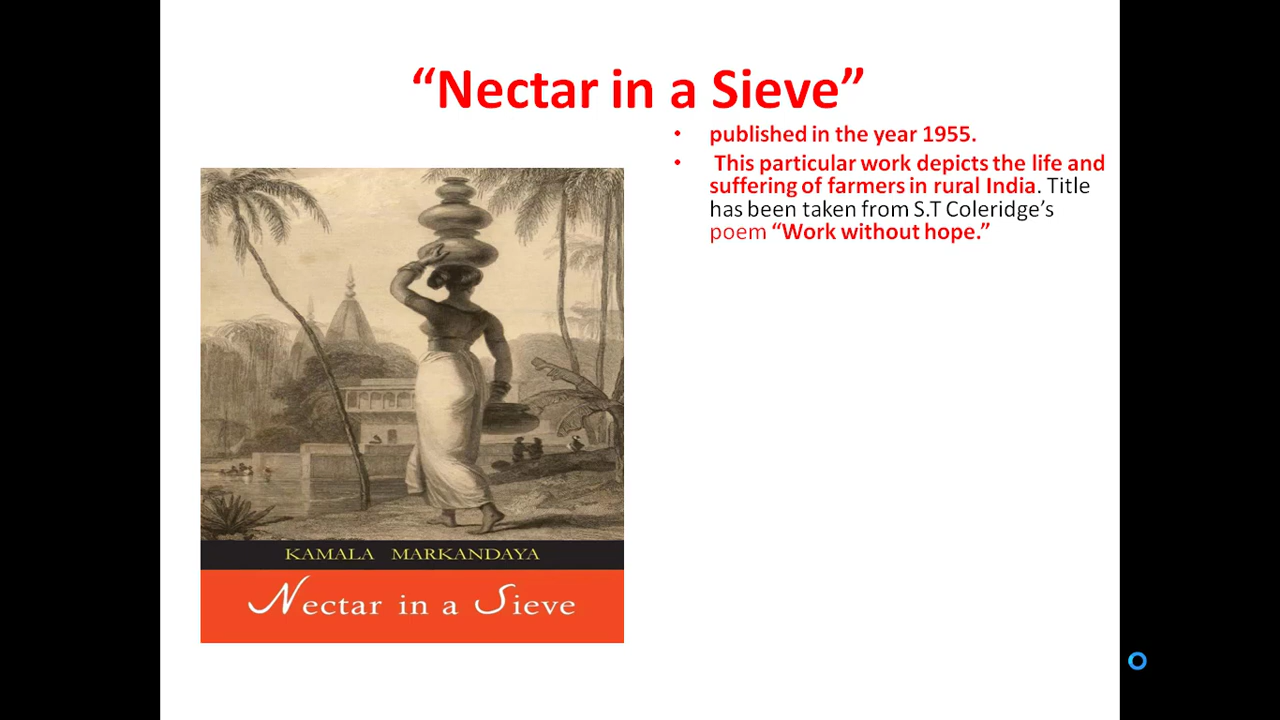 “Nectar in a Sieve”
• published in the year 1955.
• This particular work depicts the life and
suffering of farmers in rural India. Title
has been taken from S.T Coleridge’s
poem “Work without hope.”
KAMALA MARKANDAYA
Nectar in a Sieve